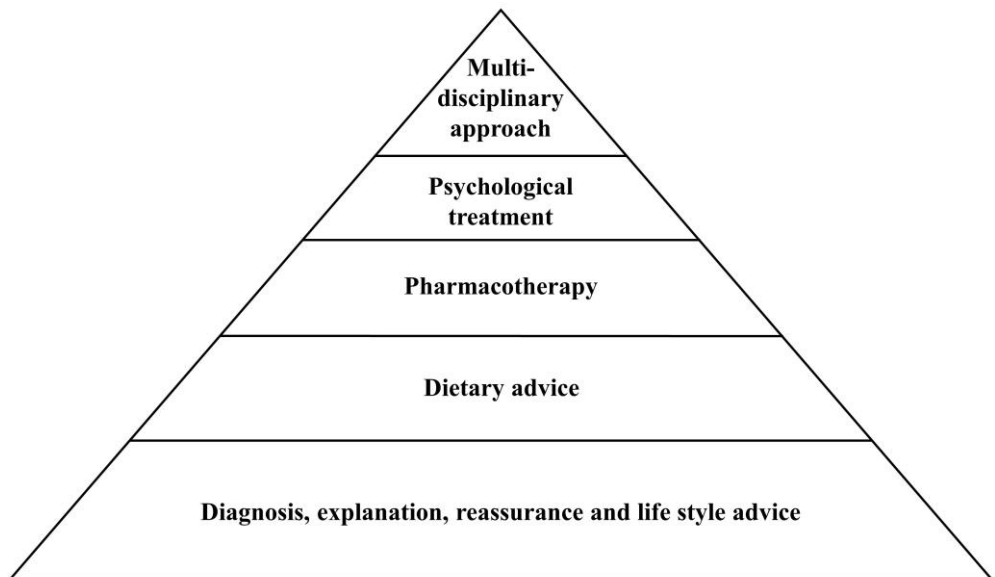 Multi-
disciplinary
approach
Psychological
treatment
Pharmacotherapy
Dietary advice
Diagnosis, explanation, reassurance and life style advice